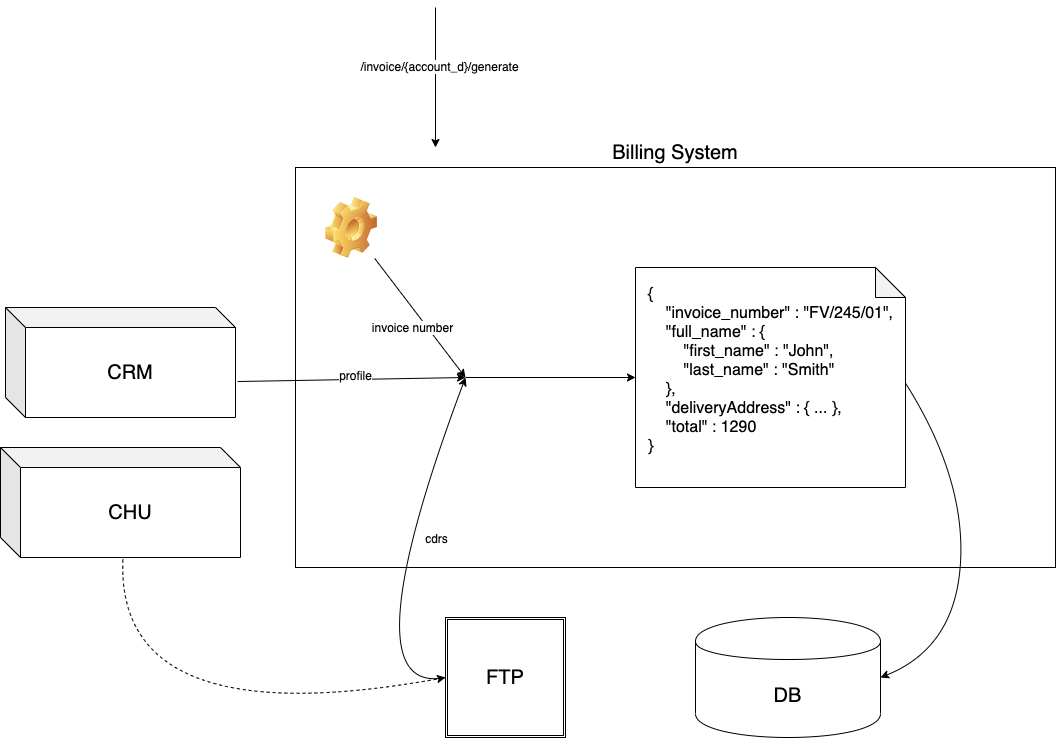 /invoice/{account_d}/generate
Billing System
{
"invoice_number" : "FV/245/01",
"full_name" : {
"first_name" : "John",
"last_name" : "Smith"
},
"deliveryAddress" : { ... },
"total" : 1290
}
invoice number
CRM
profile
CHU
cdrs
FTP
DB